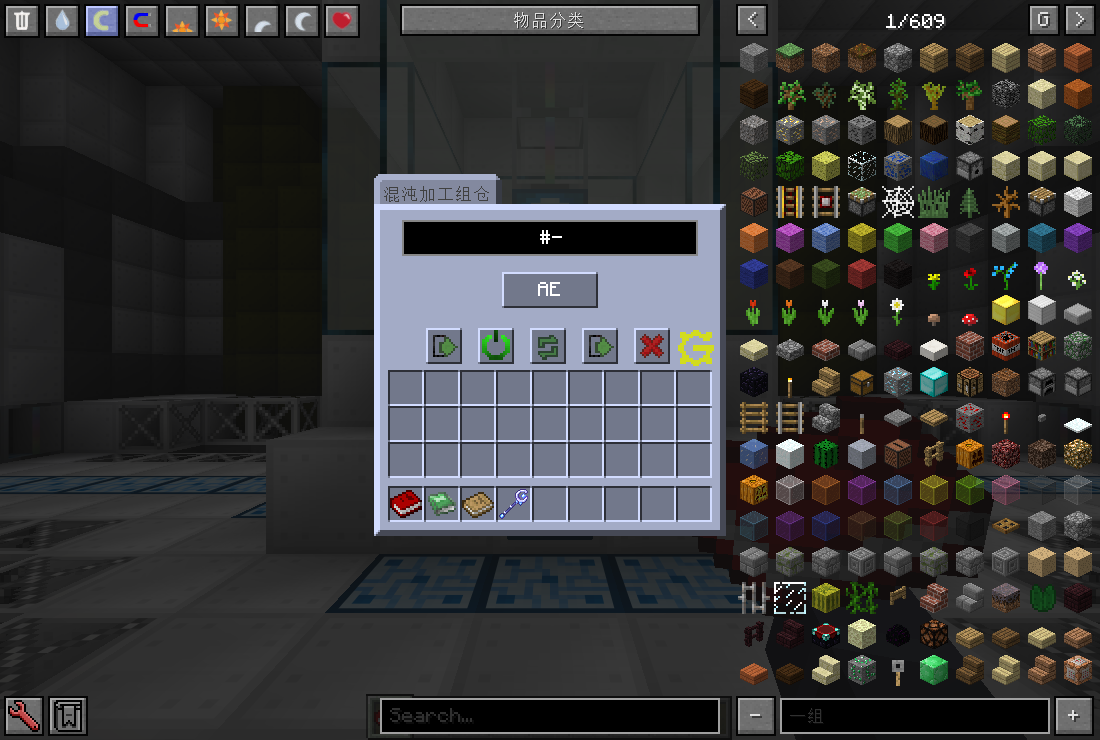 物品分类
<
1/609
G
>
混沌加工组仓
#-
AE
Search...
-
一组
+